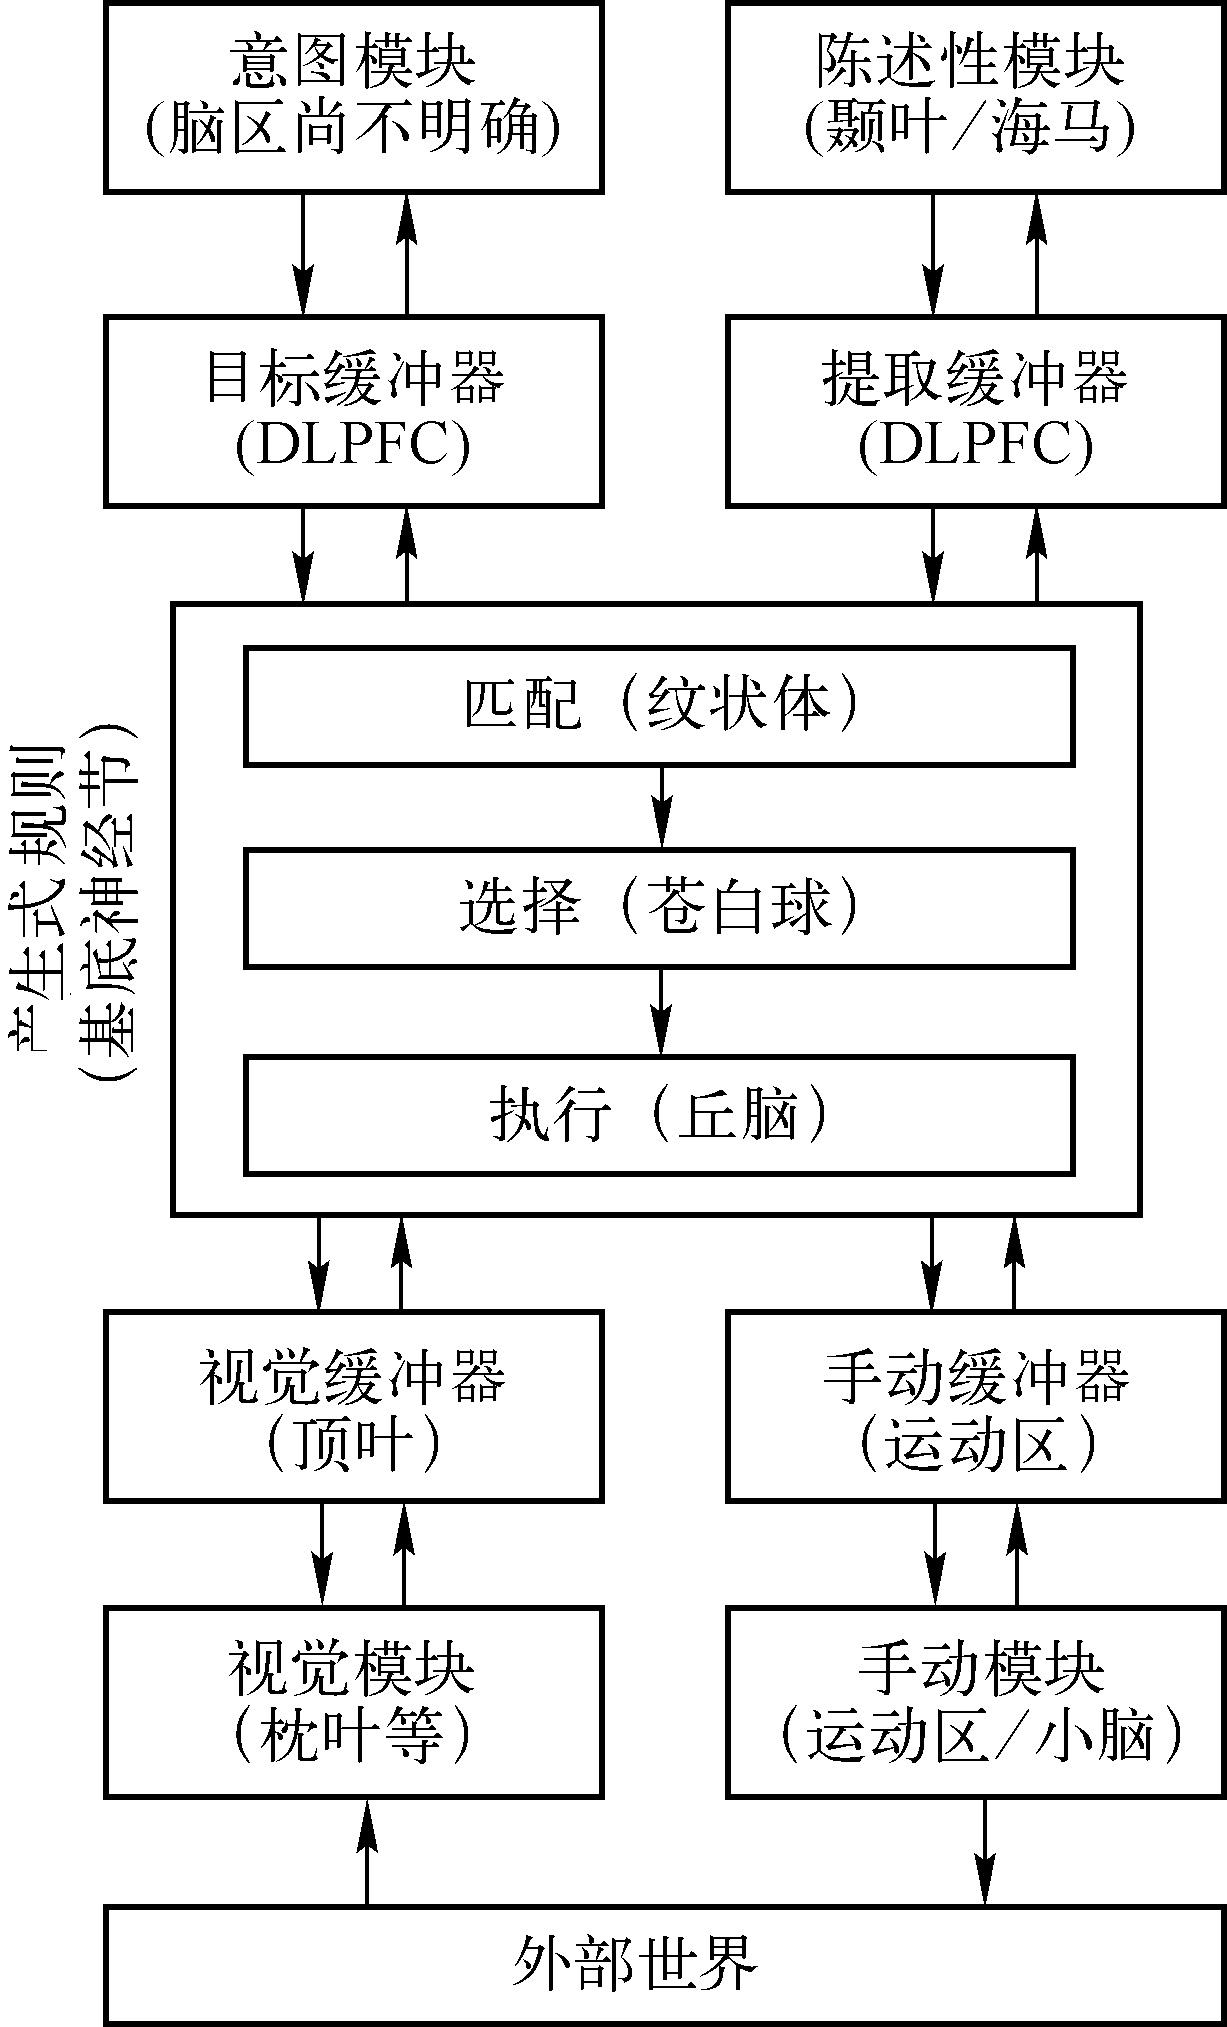 意图模块
(脑区尚不明确)
陈述性模块
(颞叶/海马)
目标缓冲器
(DLPFC)
提取缓冲器
(DLPFC)
产生式规则
(基底神经节)
匹配（纹状体）
选择（苍白球）
执行（丘脑）
视觉缓冲器
(顶叶)
手动缓冲器
(运动区)
视觉模块
(枕叶等)
手动模块
(运动区/小脑)
外部世界